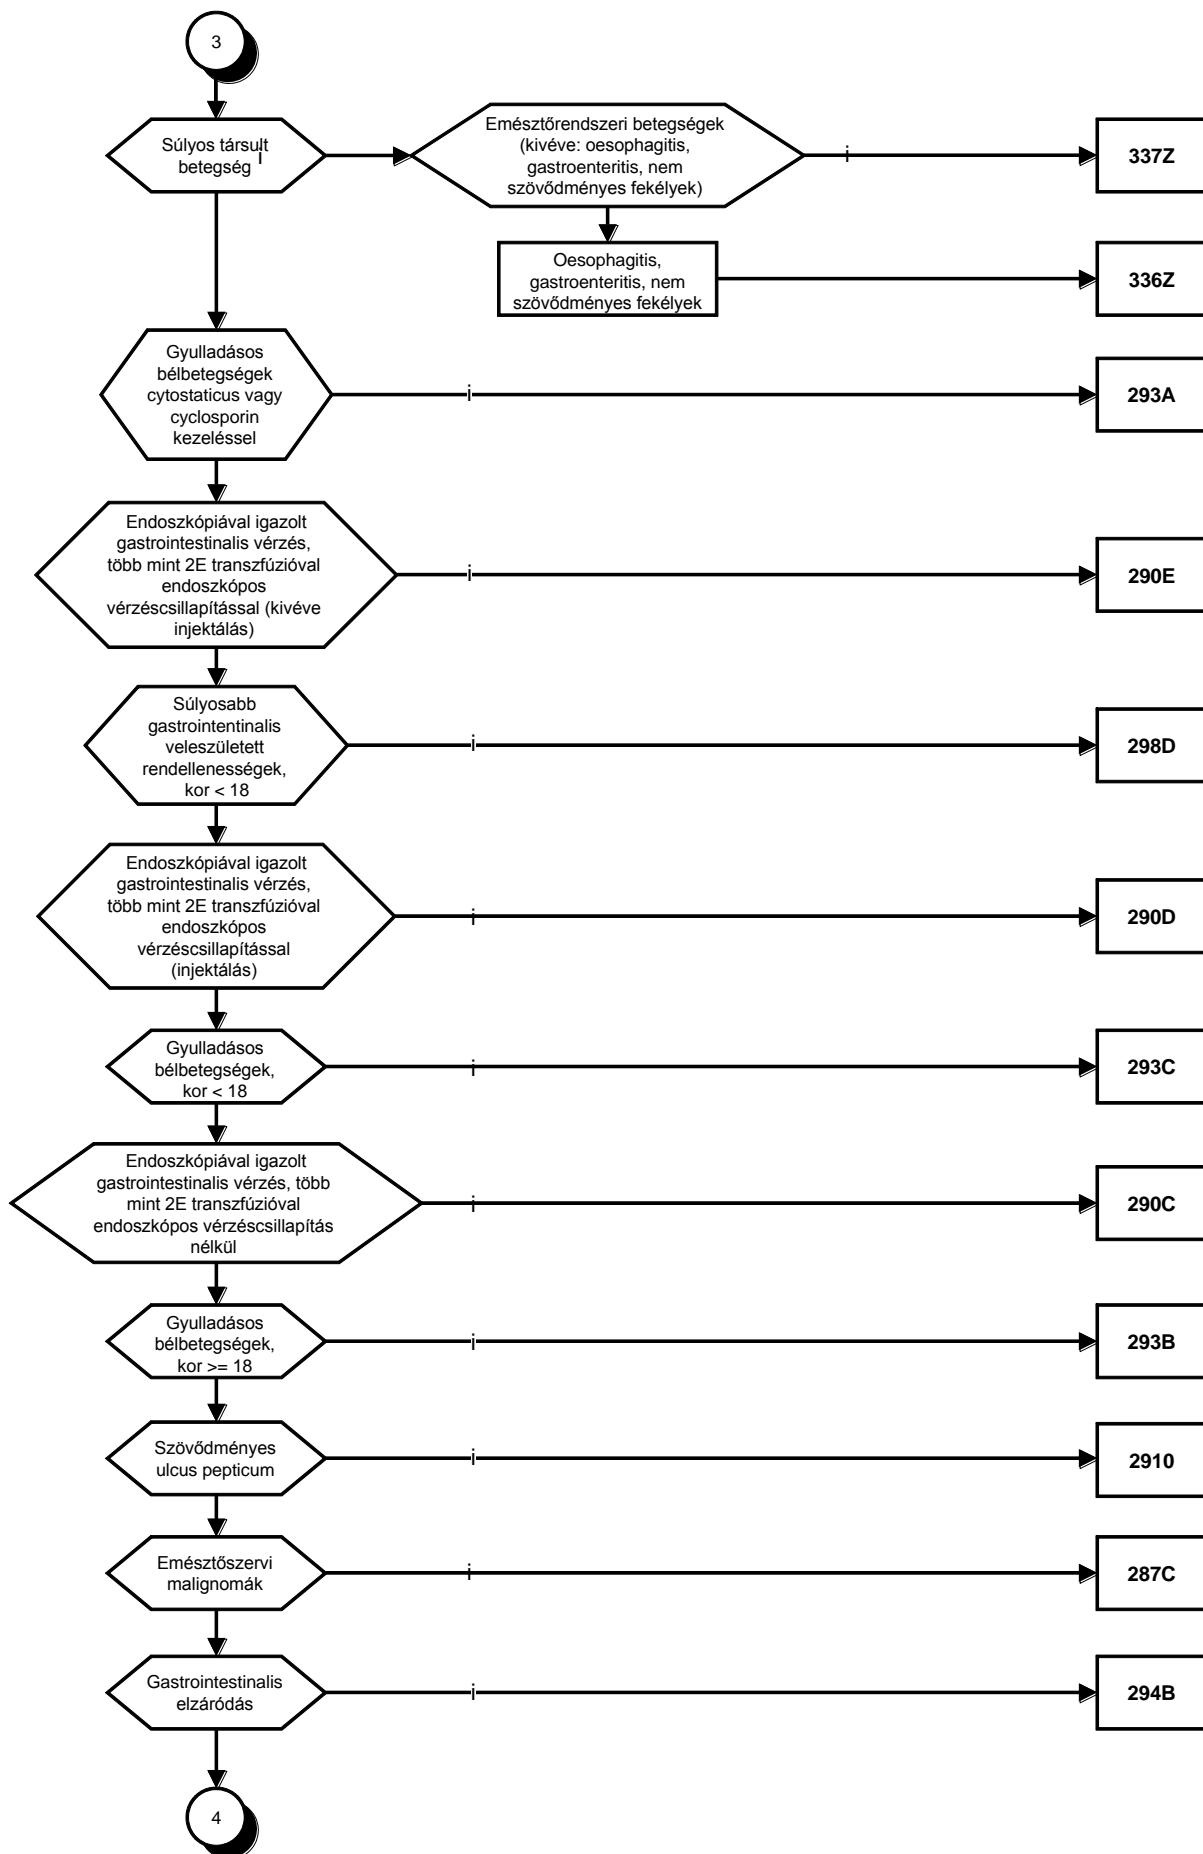 3
Súlyos társult
betegség
i
Emésztőrendszeri betegségek
(kivéve: oesophagitis,
gastroenteritis, nem
szövődményes fekélyek)
i
337Z
Oesophagitis,
gastroenteritis, nem
szövődményes fekélyek
336Z
Gyulladásos
bélbetegségek
cytostaticus vagy
cyclosporin
kezeléssel
i
293A
Endoszkópiával igazolt
gastrointestinalis vérzés,
több mint 2E transzfúzióval
endoszkópos
vérzéscsillapítással (kivéve
injektálás)
i
290E
Súlyosabb
gastrointentinalis
veleszületett
rendellenességek,
kor < 18
i
298D
Endoszkópiával igazolt
gastrointestinalis vérzés,
több mint 2E transzfúzióval
endoszkópos
vérzéscsillapítással
(injektálás)
i
290D
Gyulladásos
bélbetegségek,
kor < 18
i
293C
Endoszkópiával igazolt
gastrointestinalis vérzés, több
mint 2E transzfúzióval
endoszkópos vérzéscsillapítás
nélkül
i
290C
Gyulladásos
bélbetegségek,
kor >= 18
i
293B
Szövődményes
ulcus pepticum
i
2910
Emésztőszervi
malignomák
i
287C
Gastrointestinalis
elzáródás
i
294B
4